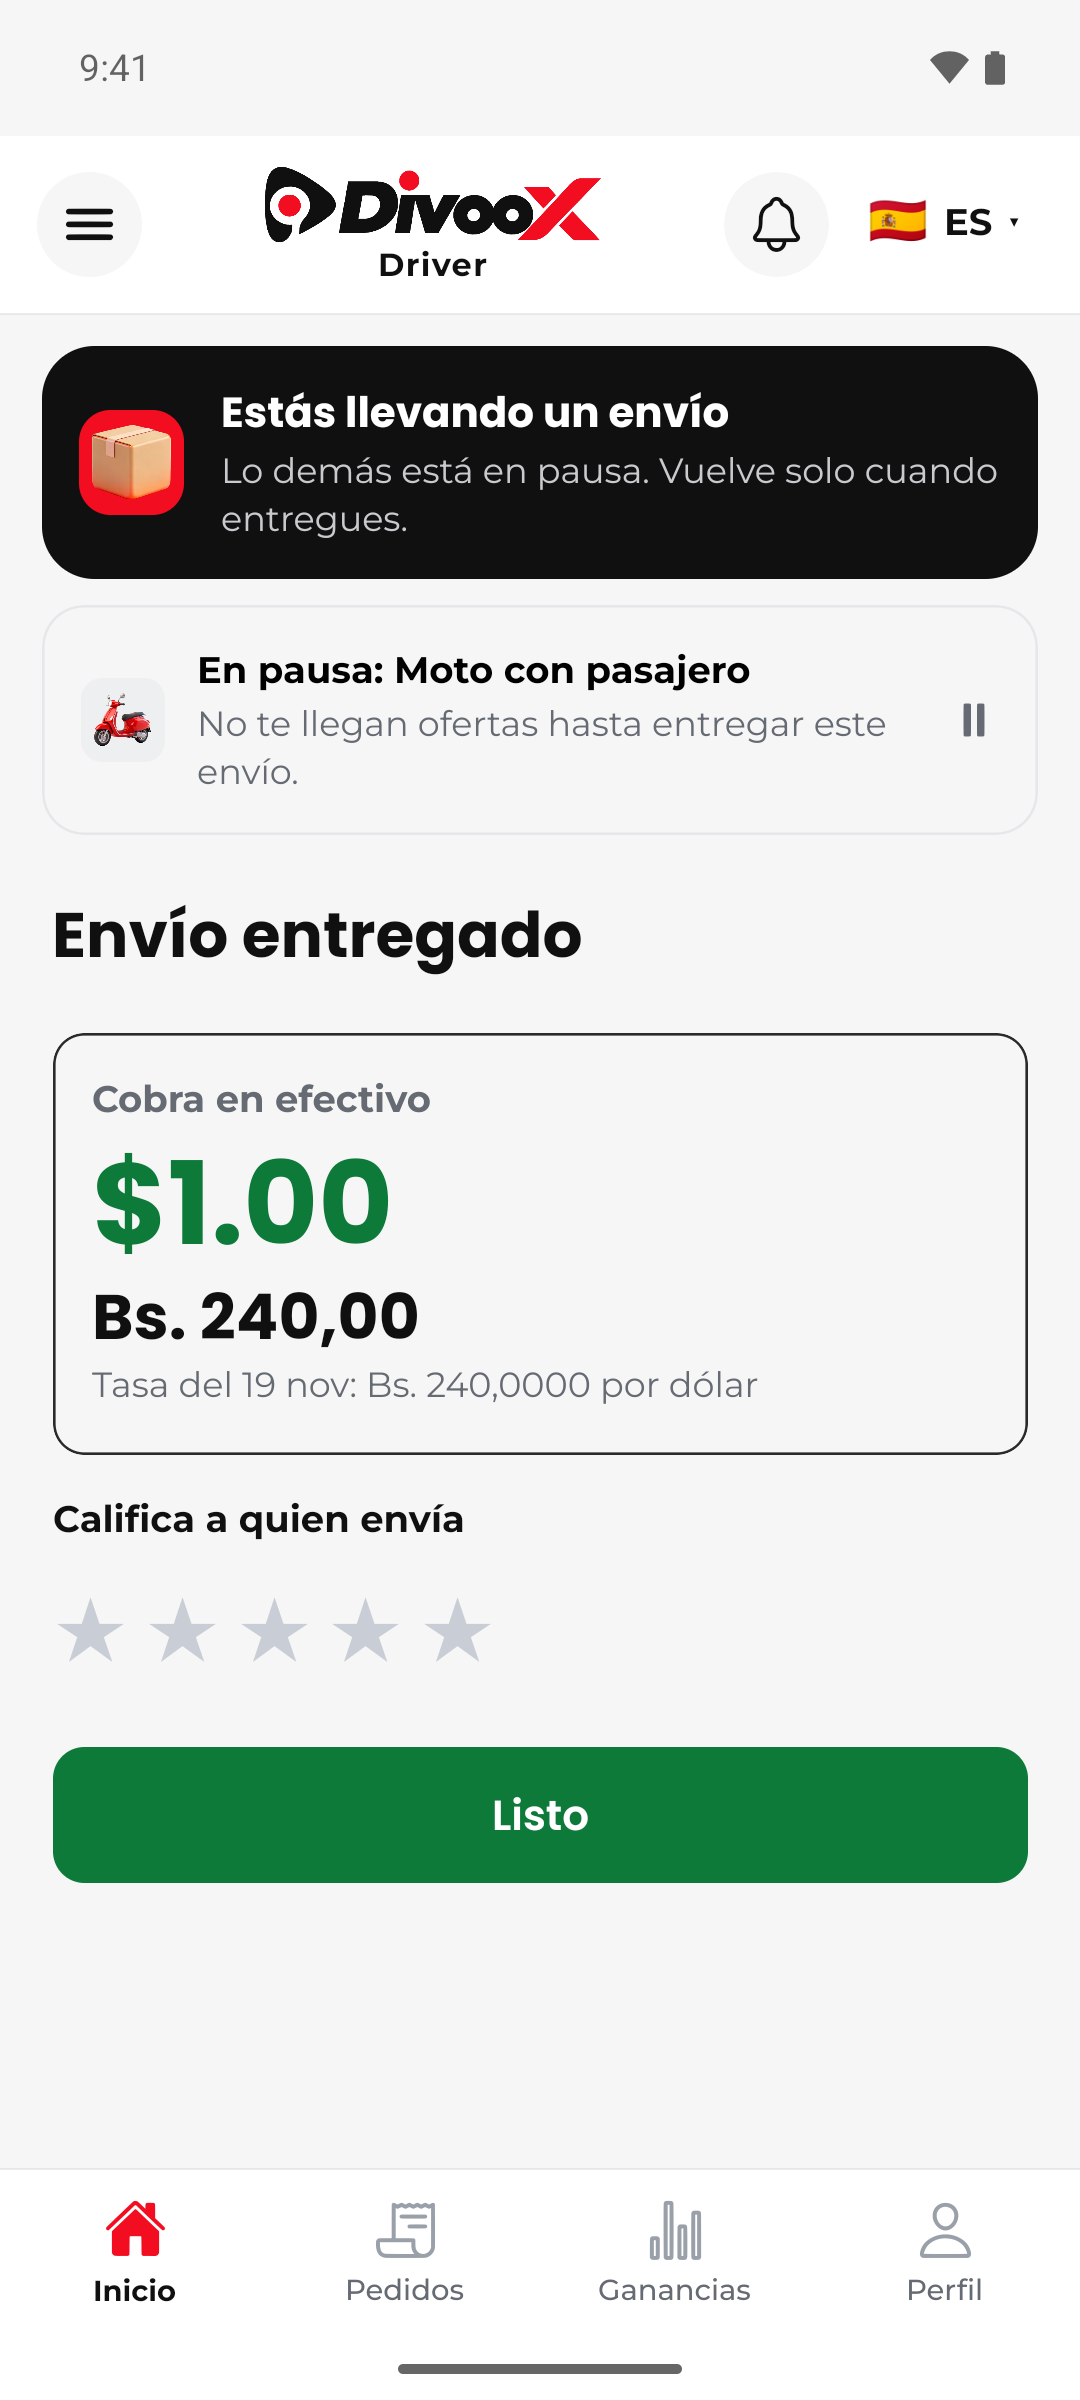 9:41
DivooX
Driver
ES
Estás llevando un envío
Lo demás está en pausa. Vuelve solo cuando
entregues.
En pausa: Moto con pasajero
No te llegan ofertas hasta entregar este
envío.
Envío entregado
Cobra en efectivo
$1.00
Bs. 240,00
Tasa del 19 nov: Bs. 240,0000 por dólar
Califica a quien envía
Listo
Inicio
Pedidos
Ganancias
Perfil